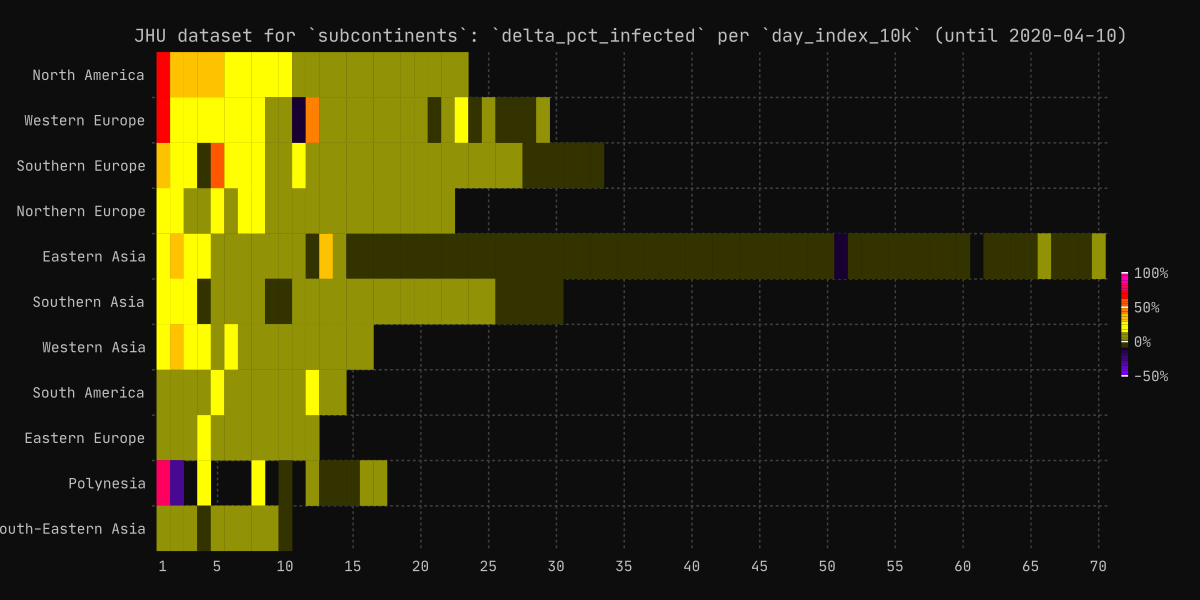 JHU dataset for `subcontinents`: `delta_pct_infected` per `day_index_10k` (until 2020-04-10)
North America
Western Europe
Southern Europe
Northern Europe
Eastern Asia
Southern Asia
Western Asia
South America
Eastern Europe
Polynesia
outh-Eastern Asia
1 5 10 15 20 25 30 35 40 45 50 55 60 65 70
100%
50%
0%
-50%